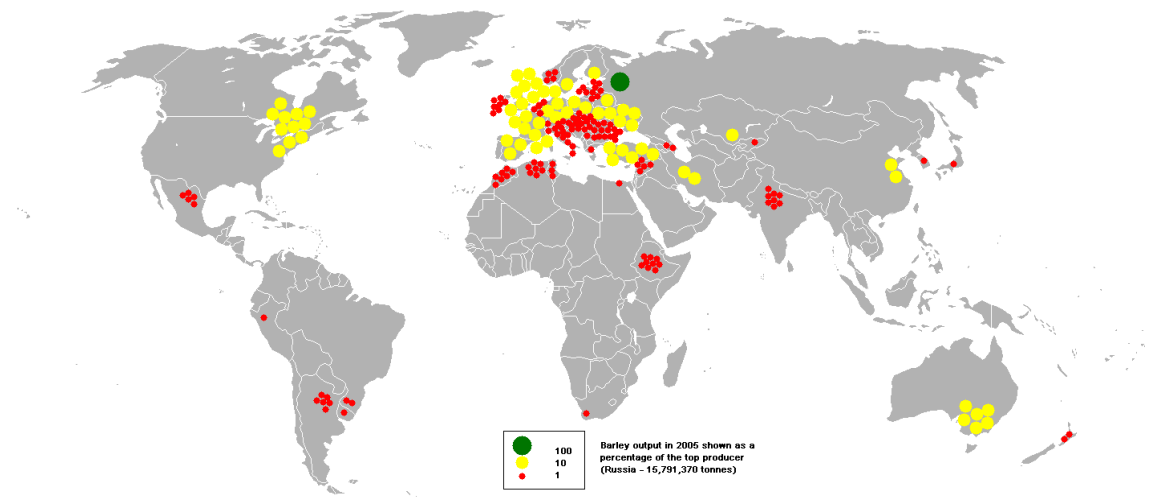 100
10
1
Barley output in 2005 shown as a
percentage of the top producer
(Russia - 15,791,370 tonnes)